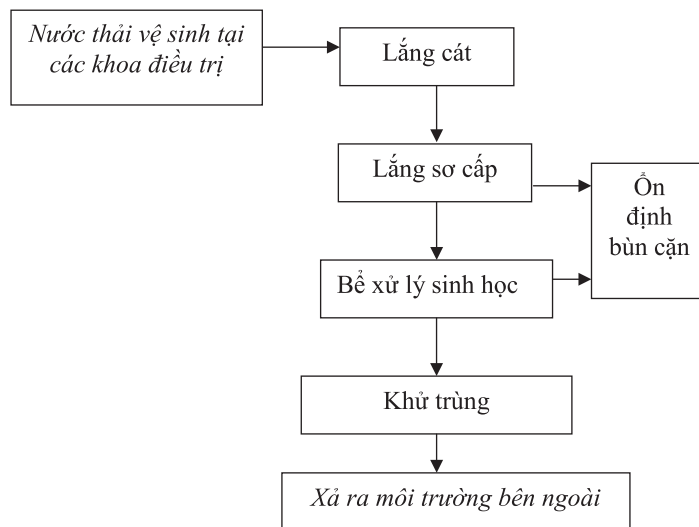 Nước thải vệ sinh tại
các khoa điều trị
Lắng cát
Lắng sơ cấp
Ổn
định
bùn cặn
Bể xử lý sinh học
Khử trùng
Xả ra môi trường bên ngoài